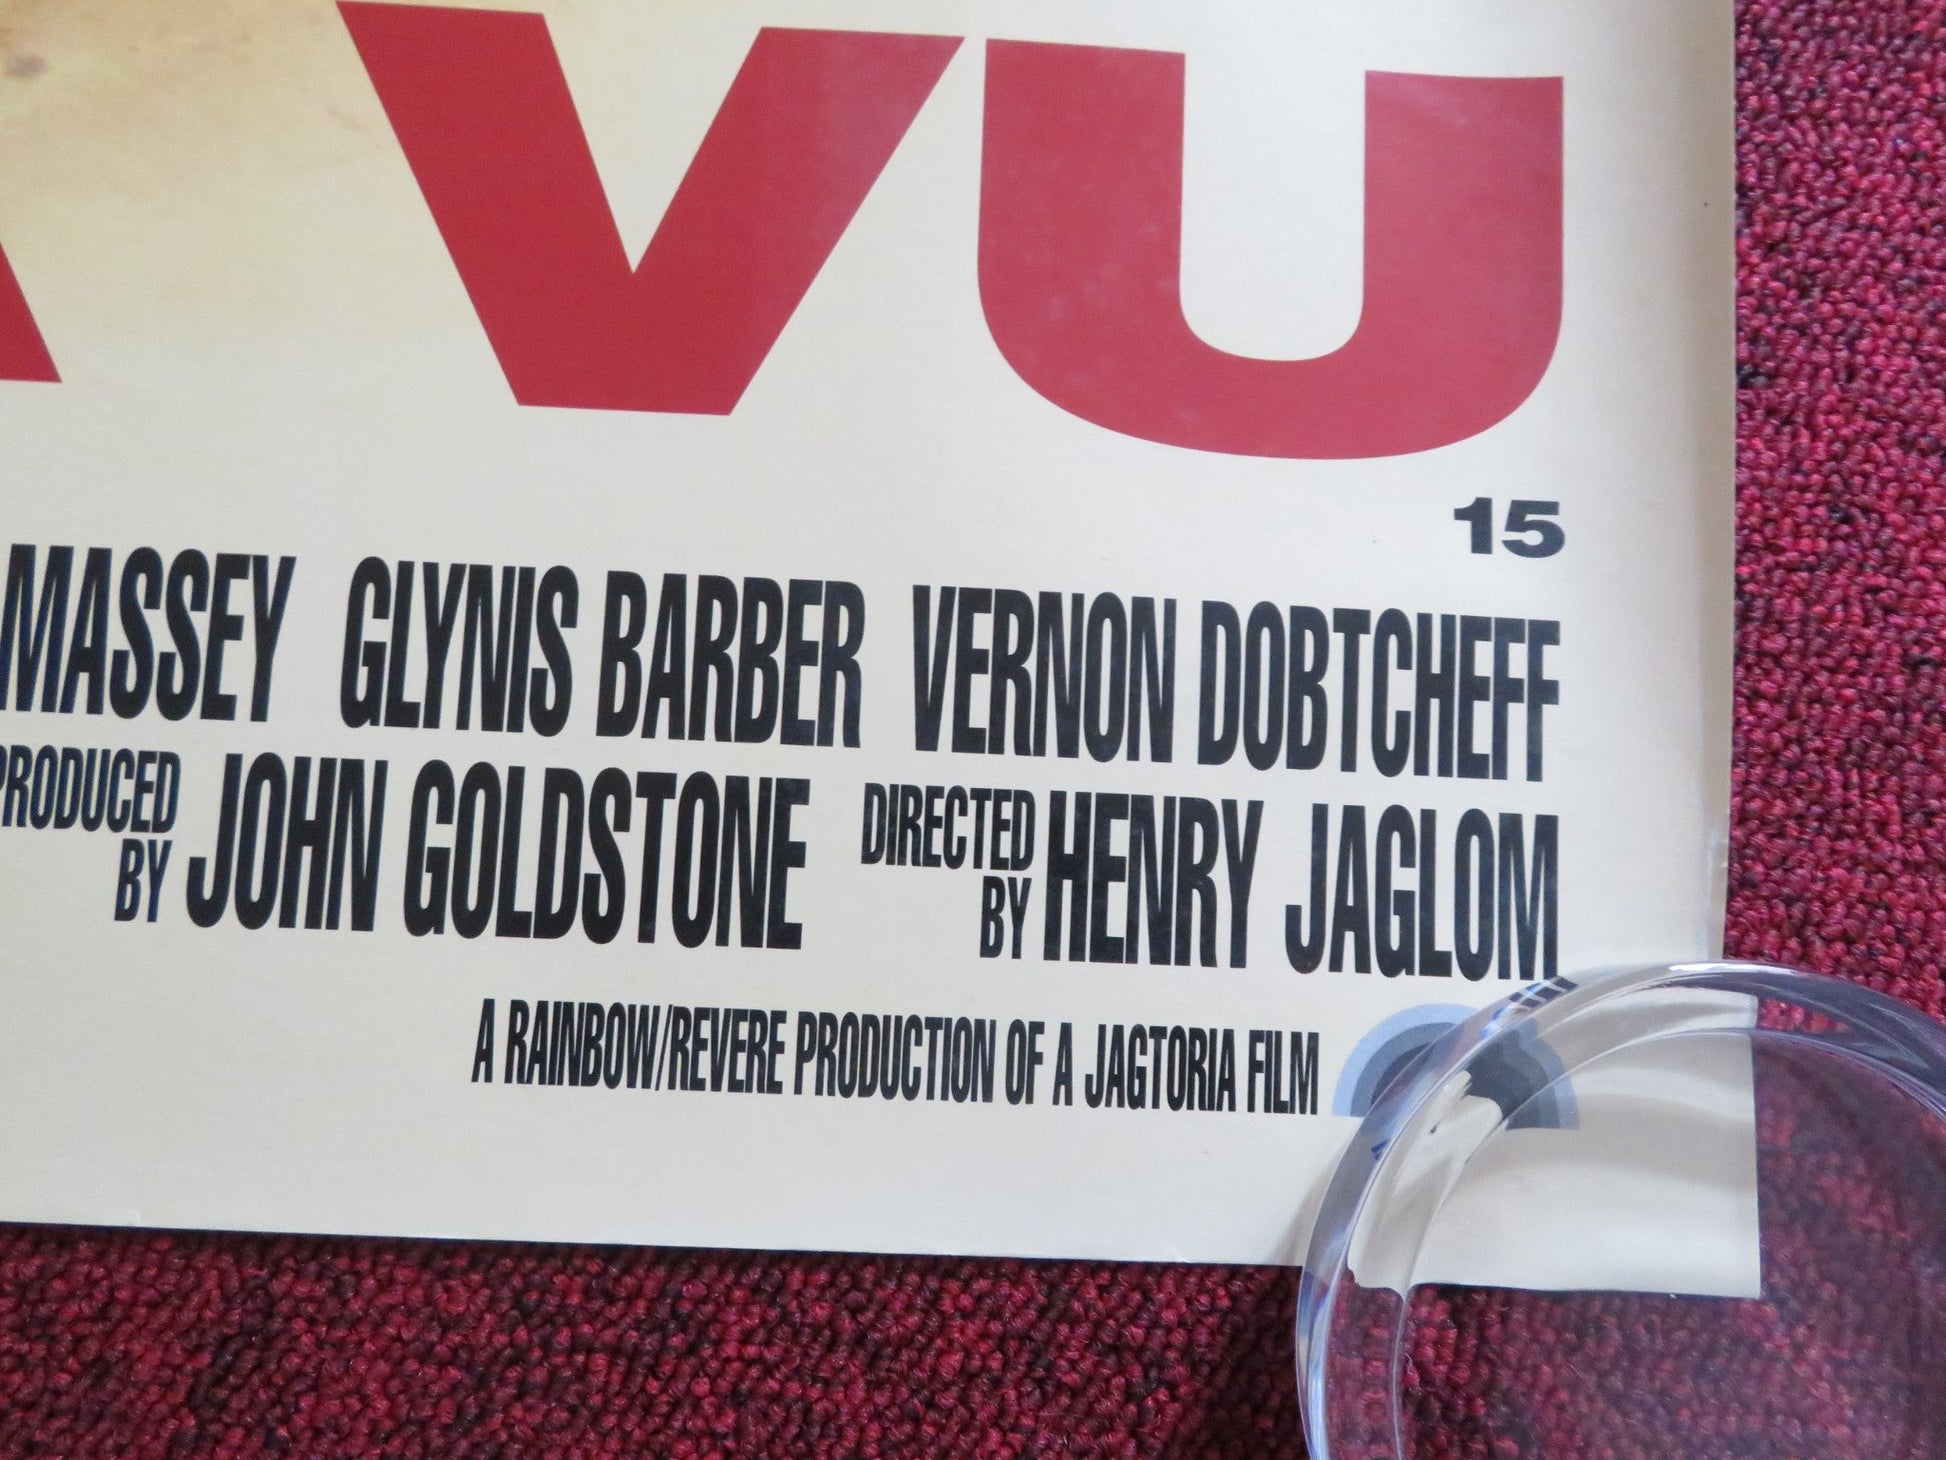 VU
15
MASSEY GLYNIS BARBER VERNON DOBTCHEFF
PRODUCED BY JOHN GOLDSTONE DIRECTED BY HENRY JAGLOM
A RAINBOW/REVERE PRODUCTION OF A JAGTORIA FILM